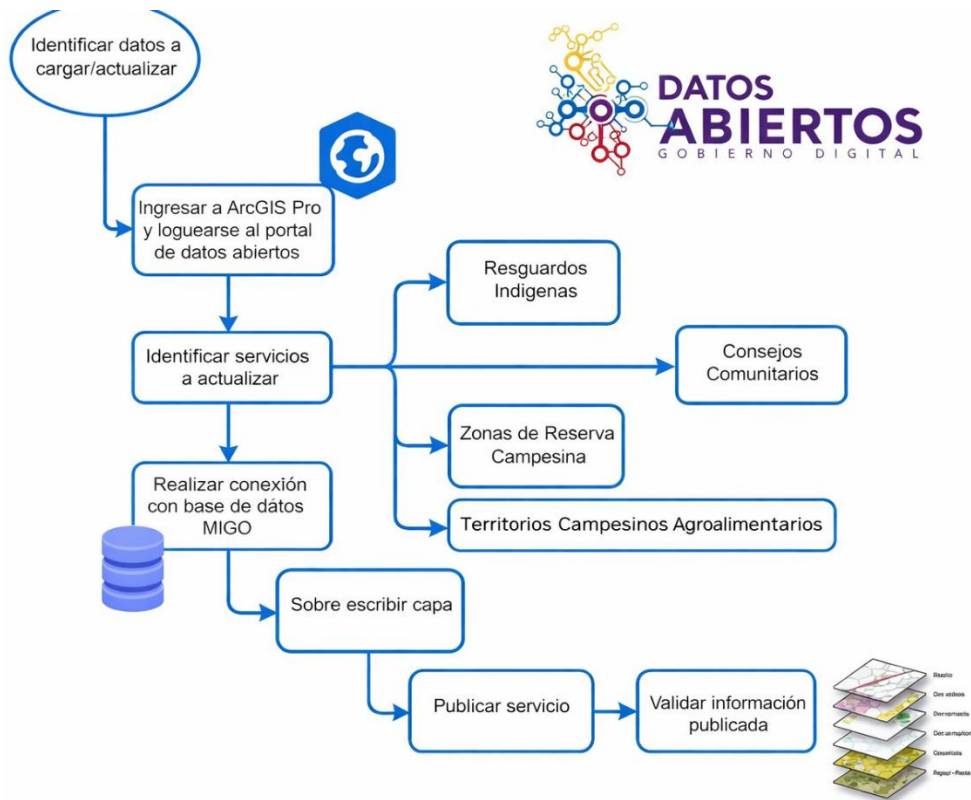 Identificar datos a
cargar/actualizar
DATOS
ABIERTOS
GOBIERNO DIGITAL
Ingresar a ArcGIS Pro
y loguearse al portal
de datos abiertos
Resguardos
Indígenas
Identificar servicios
a actualizar
Consejos
Comunitarios
Zonas de Reserva
Campesina
Realizar conexión
con base de dátos
MIGO
Territorios Campesinos Agroalimentarios
Sobre escribir capa
Publicar servicio
Validar información
publicada